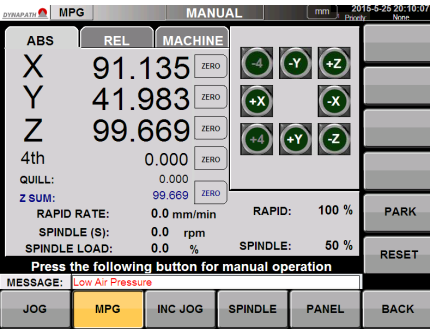 DYNAPATH MPG MANUAL mm 2015-5-25 20:10:07
Priority None
ABS REL MACHINE
X 91.135 ZERO
Y 41.983 ZERO
Z 99.669 ZERO
4th 0.000 ZERO
QUILL: 0.000
Z SUM: 99.669 ZERO
-4 -Y +Z
+X -X
+4 +Y -Z
RAPID RATE: 0.0 mm/min RAPID: 100 %
SPINDLE (S): 0.0 rpm
SPINDLE LOAD: 0.0 % SPINDLE: 50 %
PARK
RESET
Press the following button for manual operation
MESSAGE: Low Air Pressure
JOG MPG INC JOG SPINDLE PANEL BACK